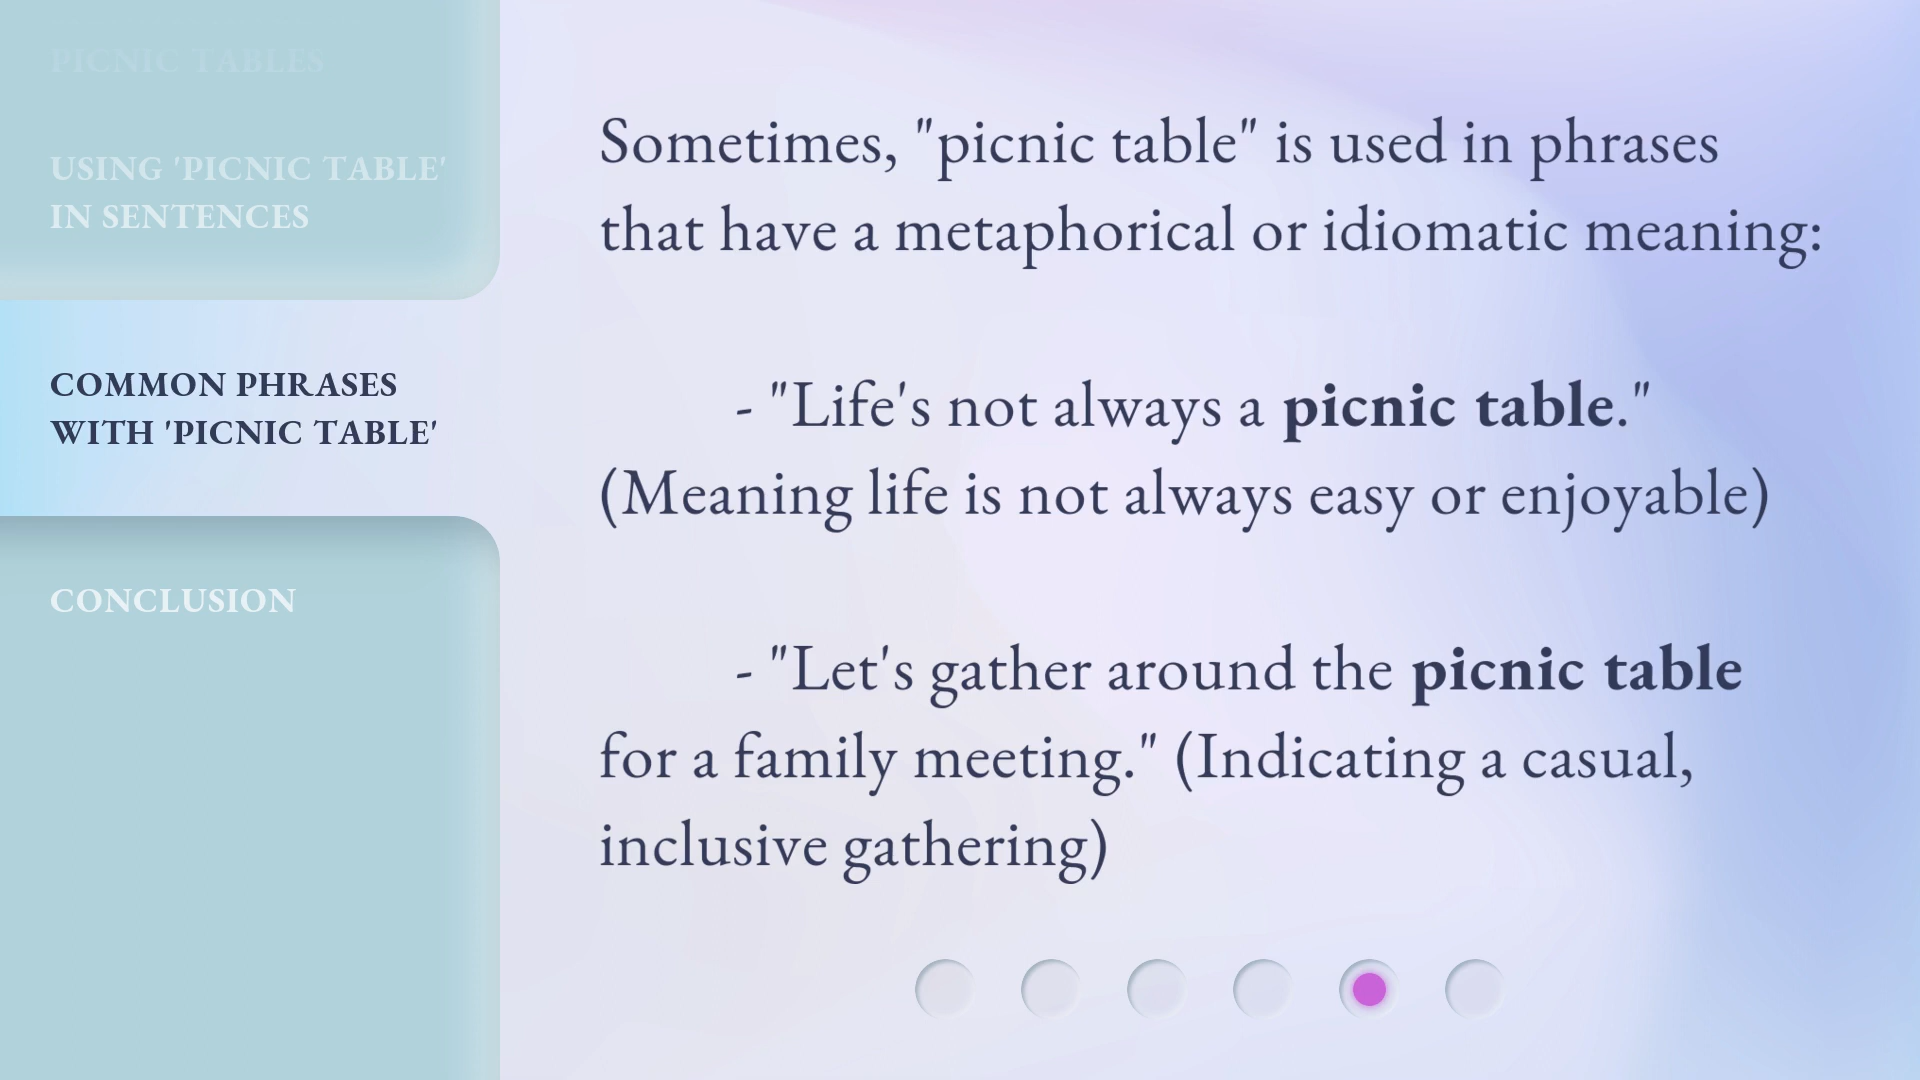 PICNIC TABLES
USING 'PICNIC TABLE'
IN SENTENCES
COMMON PHRASES
WITH 'PICNIC TABLE'
CONCLUSION
Sometimes, "picnic table" is used in phrases
that have a metaphorical or idiomatic meaning:
- "Life's not always a picnic table."
(Meaning life is not always easy or enjoyable)
- "Let's gather around the picnic table
for a family meeting." (Indicating a casual,
inclusive gathering)